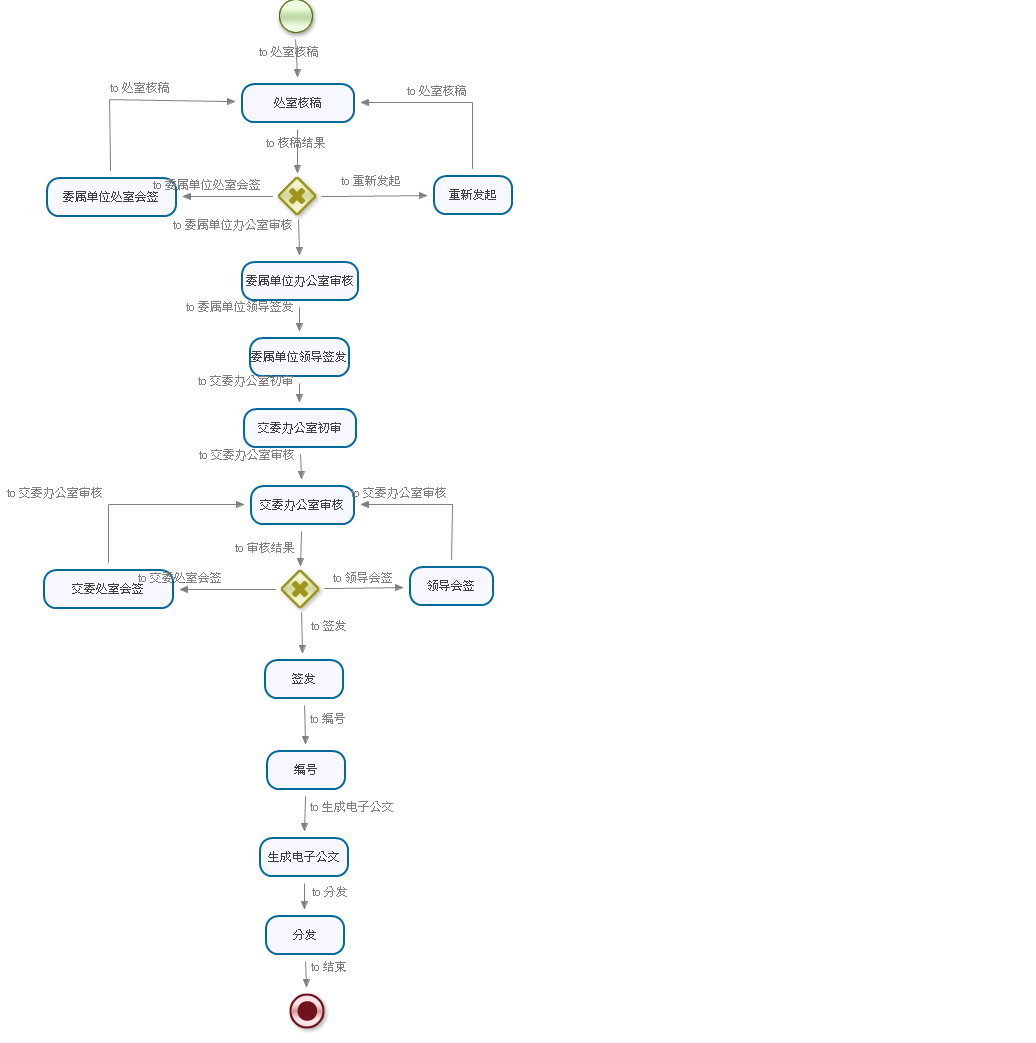 to 处室核稿
to 处室核稿
to 处室核稿
处室核稿
to 核稿结果
to 委属单位处室会签
to 重新发起
委属单位处室会签
重新发起
to 委属单位办公室审核
委属单位办公室审核
to 委属单位领导签发
委属单位领导签发
to 交委办公室初审
交委办公室初审
to 交委办公室审核
to 交委办公室审核
to 交委办公室审核
交委办公室审核
to 审核结果
to 交委处室会签
to 领导会签
交委处室会签
领导会签
to 签发
签发
to 编号
编号
to 生成电子公文
生成电子公文
to 分发
分发
to 结束